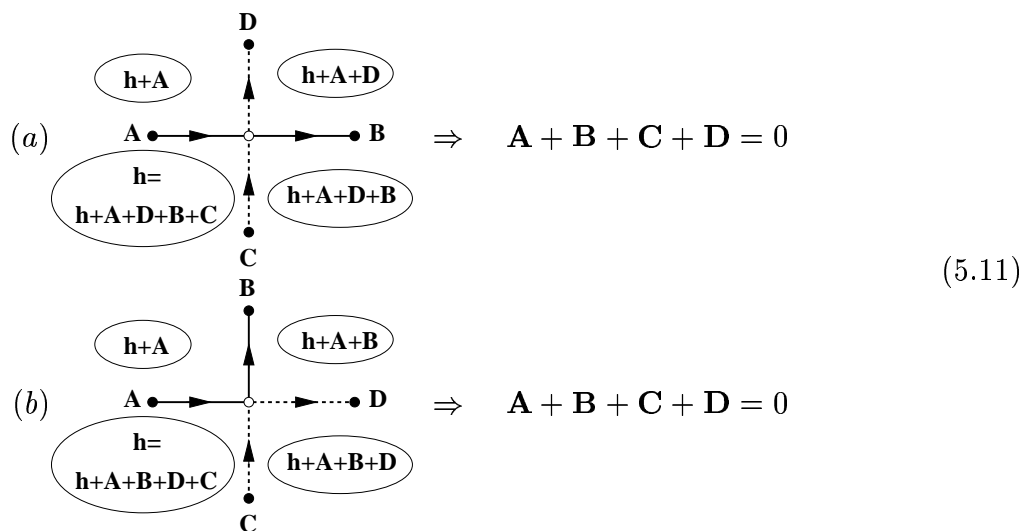 D
h+A h+A+D
(a) A B ⇒ A + B + C + D = 0
h= h+A+D+B
h+A+D+B+C
C
(5.11)
B
h+A h+A+B
(b) A D ⇒ A + B + C + D = 0
h= h+A+B+D
h+A+B+D+C
C